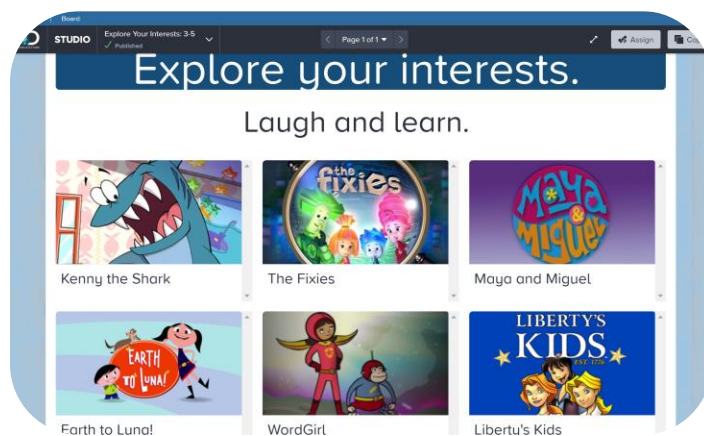 Board
STUDIO
Explore Your Interests: 3-5
✓ Published
< Page 1 of 1 >
Assign
Explore your interests.
Laugh and learn.
Kenny the Shark
the
fixies
The Fixies
Maya
&
Miguel
Maya and Miguel
EARTH
TO LUNA!
Earth to Luna!
WordGirl
LIBERTY'S
KIDS
EST. 1776
Liberty's Kids